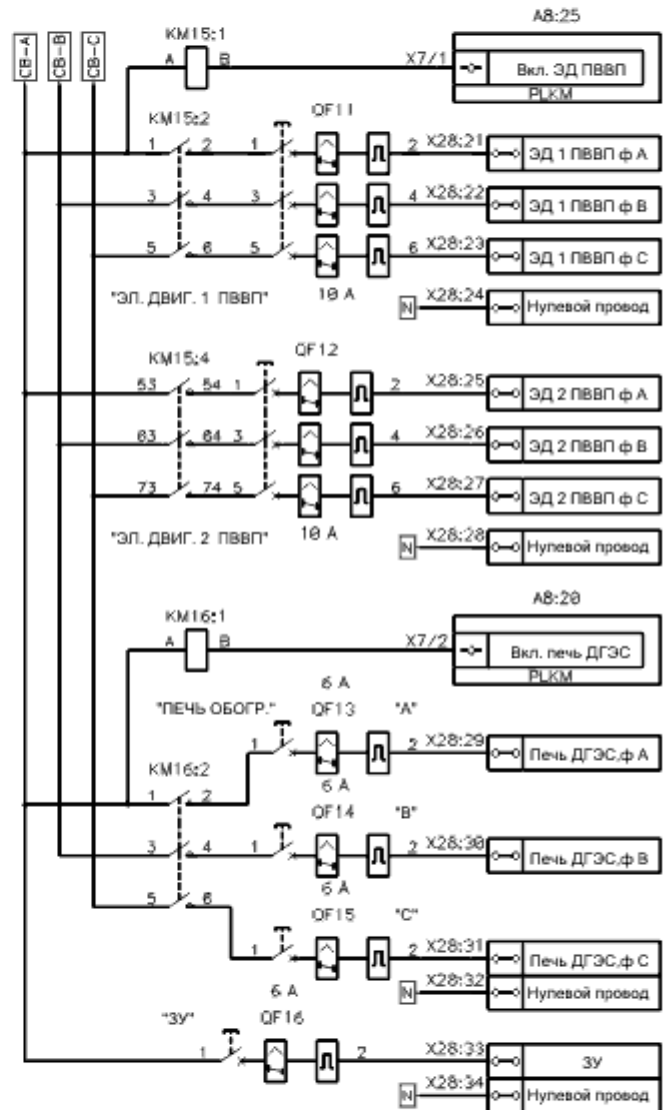 A8:25
KM15:1
CB-A CB-B CB-C
A B X7/1 Вкл. ЭД ПВВП
PLKM
KM15:2 QF11
1 2 1 2 X28:21 ЭД 1 ПВВП ф А
3 4 3 4 X28:22 ЭД 1 ПВВП ф В
5 6 5 6 X28:23 ЭД 1 ПВВП ф С
"ЭЛ. ДВИГ. 1 ПВВП" 10 А N X28:24 Нулевой провод
KM15:4 QF12
53 54 1 2 X28:25 ЭД 2 ПВВП ф А
63 64 3 4 X28:26 ЭД 2 ПВВП ф В
73 74 5 6 X28:27 ЭД 2 ПВВП ф С
"ЭЛ. ДВИГ. 2 ПВВП" 10 А N X28:28 Нулевой провод
A8:20
KM16:1
A B X7/2 Вкл. печь ДГЭС
PLKM
6 А
"ПЕЧЬ ОБОГР." QF13 "А"
1 2 X28:29 Печь ДГЭС,ф А
KM16:2 6 А
1 2 QF14 "В"
3 4 1 2 X28:30 Печь ДГЭС,ф В
6 А
5 6 QF15 "С"
1 2 X28:31 Печь ДГЭС,ф С
6 А N X28:32 Нулевой провод
"ЗУ" QF16
1 2 X28:33 ЗУ
N X28:34 Нулевой провод